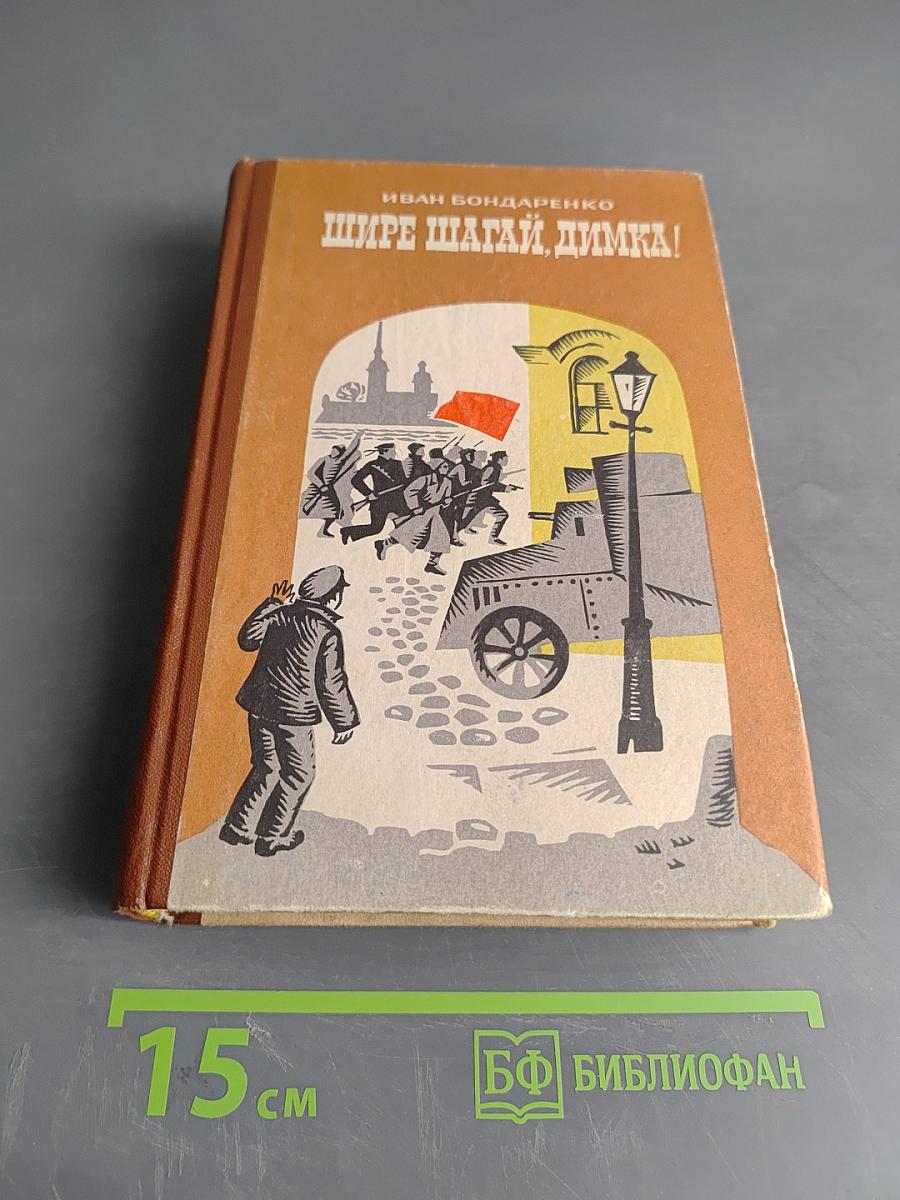 ИВАН БОНДАРЕНКО
ШИРЕ ШАГАЙ, ДИМКА!
15 см
БФ БИБЛИОФАН